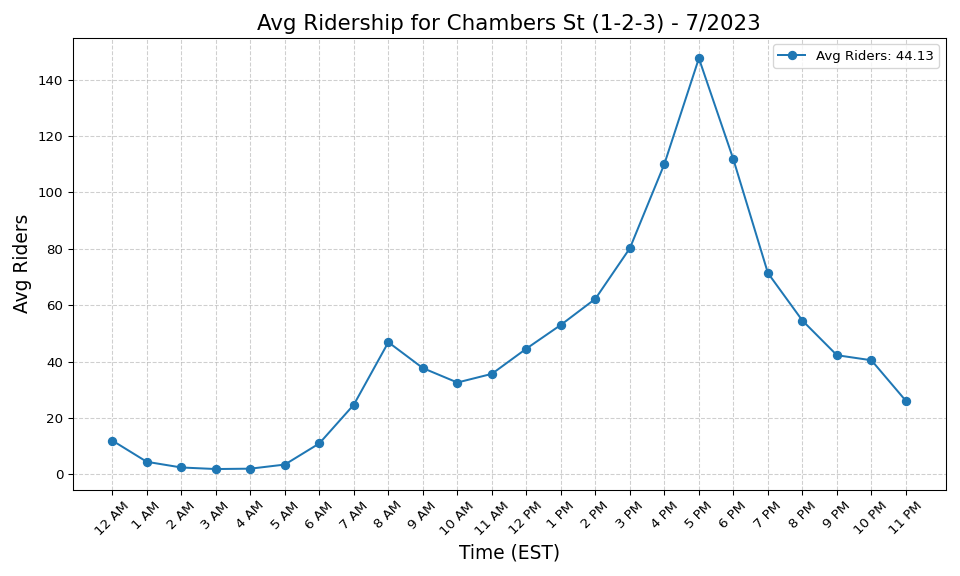 Avg Ridership for Chambers St (1-2-3) - 7/2023
Avg Riders: 44.13
140
120
100
80
60
40
20
0
Avg Riders
12 AM
1 AM
2 AM
3 AM
4 AM
5 AM
6 AM
7 AM
8 AM
9 AM
10 AM
11 AM
12 PM
1 PM
2 PM
3 PM
4 PM
5 PM
6 PM
7 PM
8 PM
9 PM
10 PM
11 PM
Time (EST)